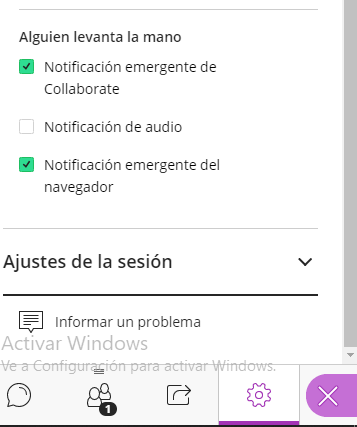 Alguien levanta la mano
Notificación emergente de
Collaborate
Notificación de audio
Notificación emergente del
navegador
Ajustes de la sesión
Informar un problema
Activar Windows
Ve a Configuración para activar Windows.
1